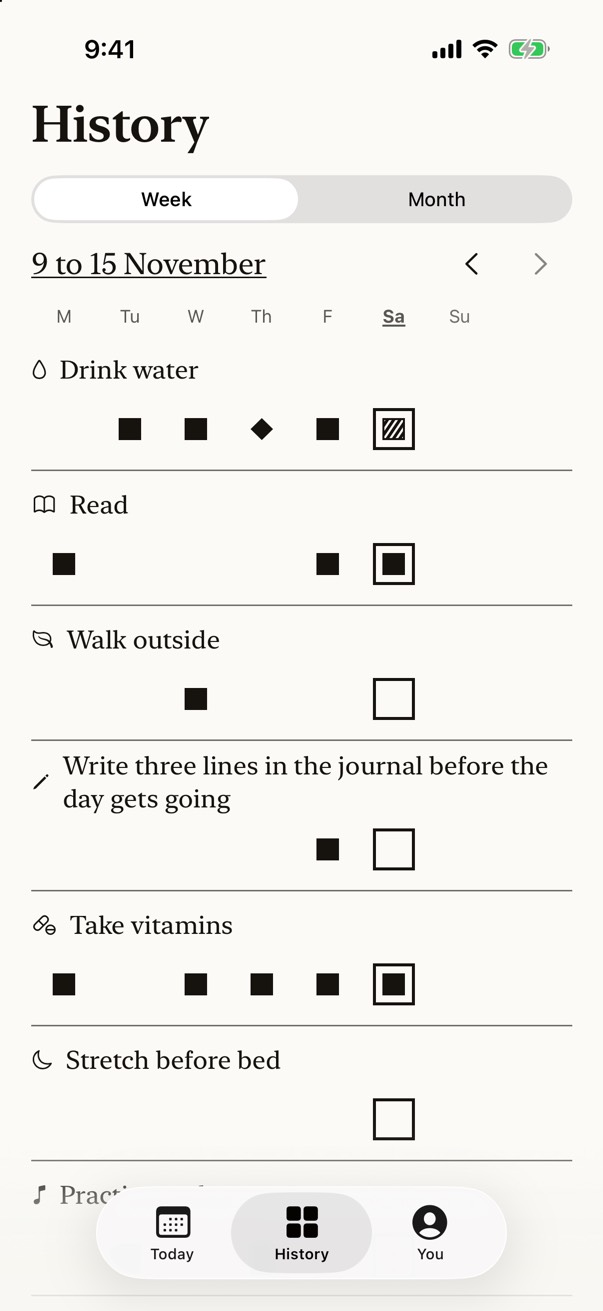 9:41
History
Week
Month
9 to 15 November
M Tu W Th F Sa Su
Drink water
Read
Walk outside
Write three lines in the journal before the
day gets going
Take vitamins
Stretch before bed
Today
History
You